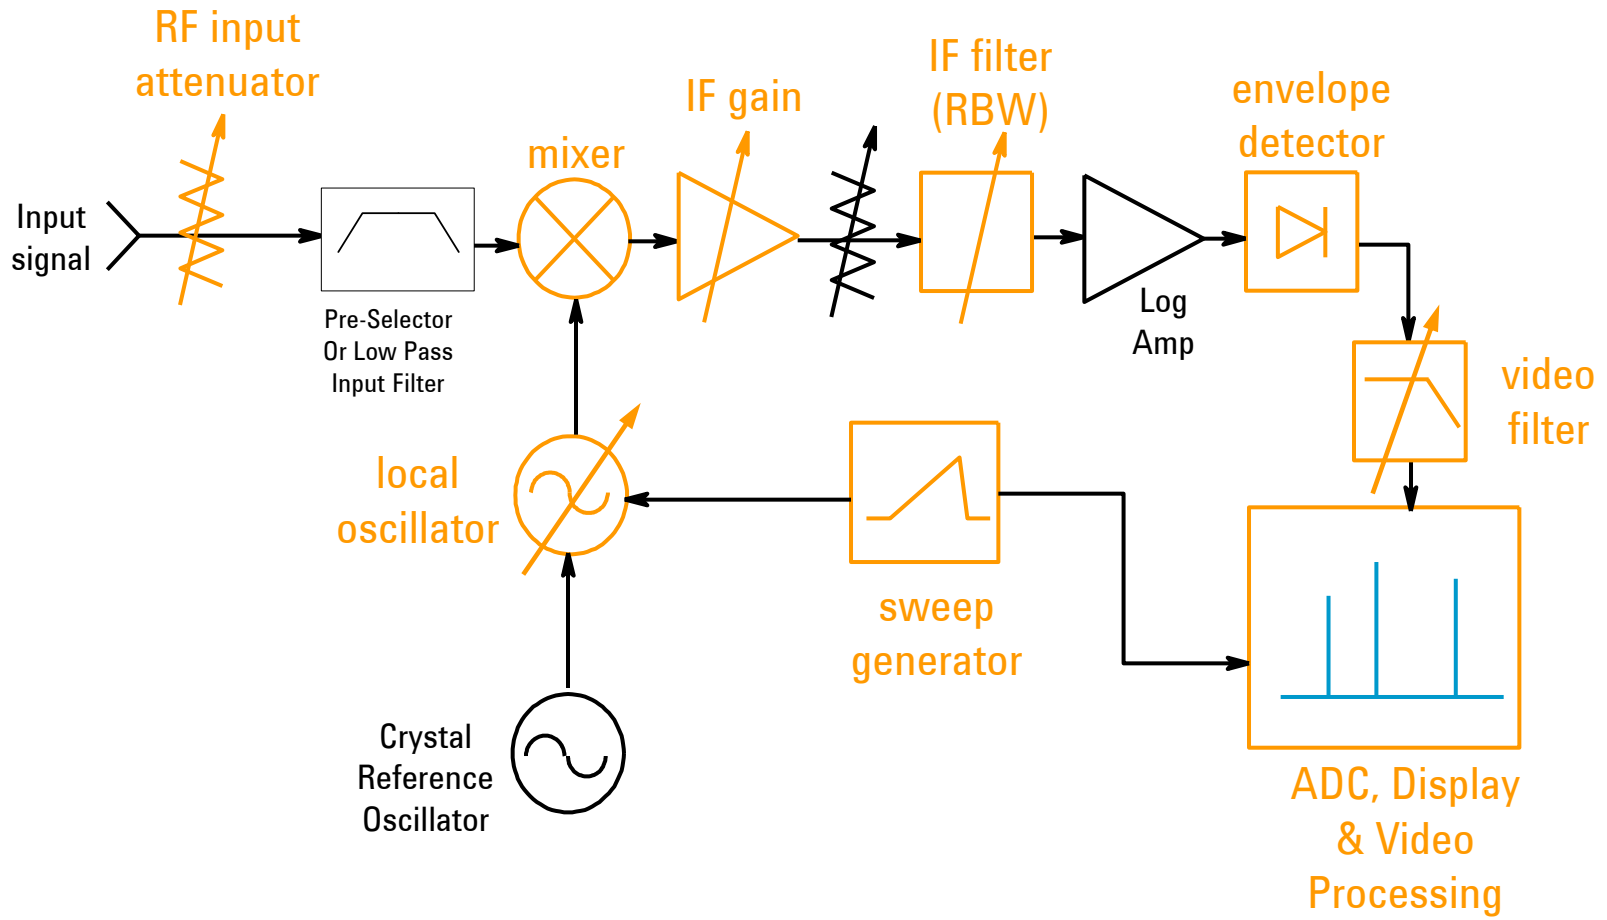 RF input
attenuator
Input
signal
Pre-Selector
Or Low Pass
Input Filter
mixer
IF gain
IF filter
(RBW)
Log
Amp
envelope
detector
video
filter
local
oscillator
sweep
generator
Crystal
Reference
Oscillator
ADC, Display
& Video
Processing